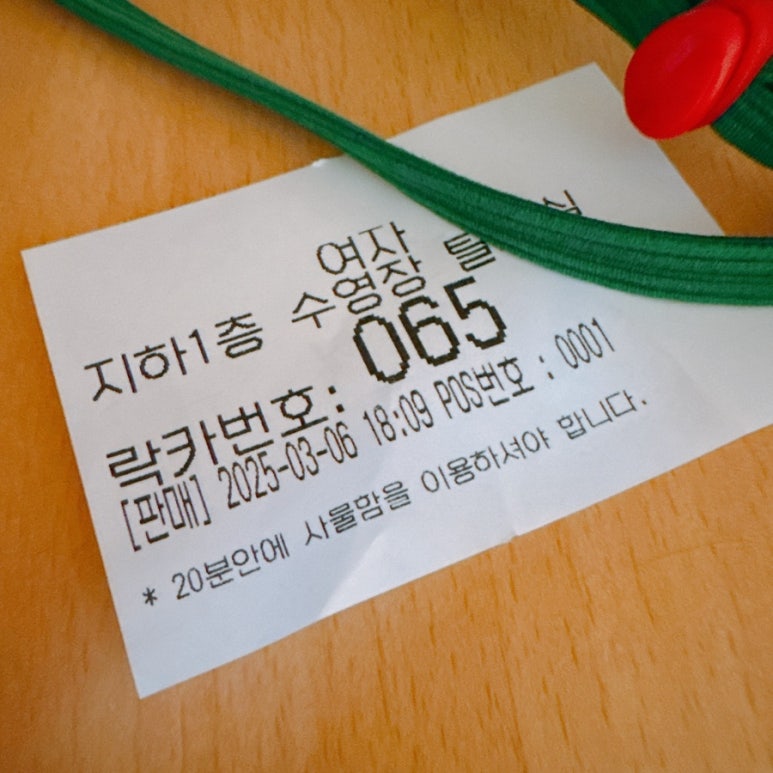 여자
지하1층 수영장
락카번호: 065
[판매] 2025-03-06 18:09 POS번호 : 0001
* 20분안에 사물함을 이용하셔야 합니다.